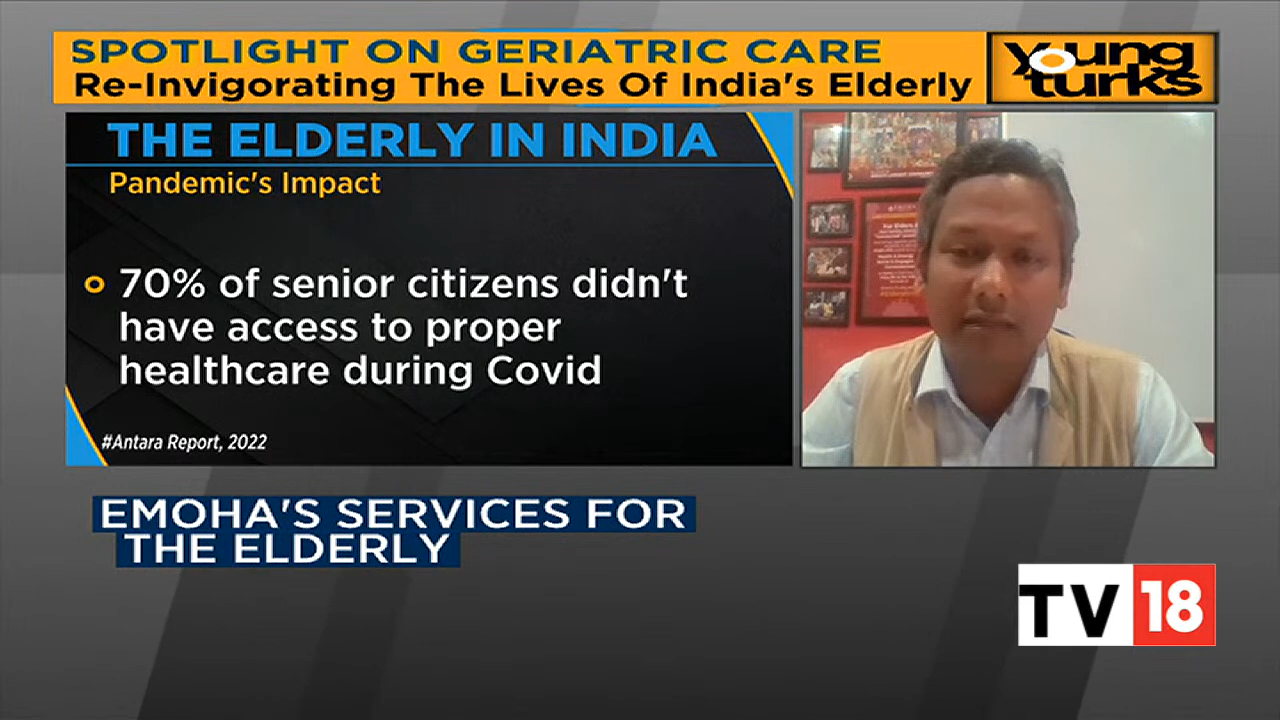 SPOTLIGHT ON GERIATRIC CARE
Re-Invigorating The Lives Of India's Elderly
young
turks
THE ELDERLY IN INDIA
Pandemic's Impact
70% of senior citizens didn't
have access to proper
healthcare during Covid
#Antara Report, 2022
EMOHA'S SERVICES FOR
THE ELDERLY
TV 18